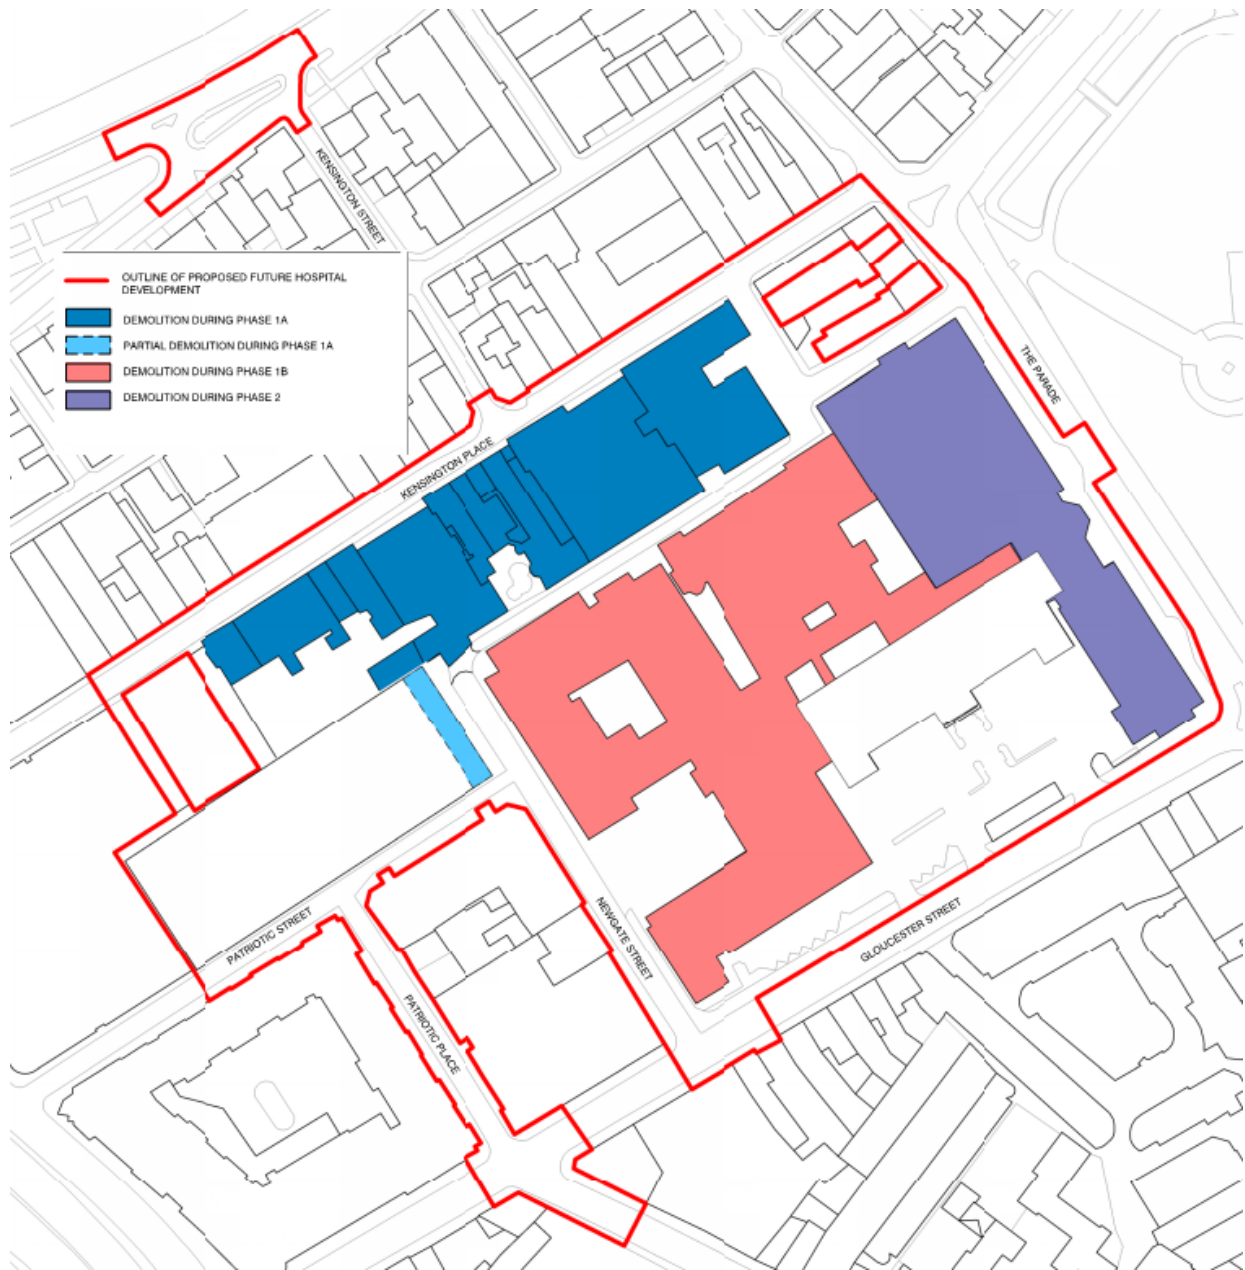 KENSINGTON STREET
OUTLINE OF PROPOSED FUTURE HOSPITAL
DEVELOPMENT
DEMOLITION DURING PHASE 1A
PARTIAL DEMOLITION DURING PHASE 1A
DEMOLITION DURING PHASE 1B
DEMOLITION DURING PHASE 2
THE PARADE
KENSINGTON PLACE
PATRIOTIC STREET
NEWGATE STREET
GLOUCESTER STREET
PATRIOTIC PLACE